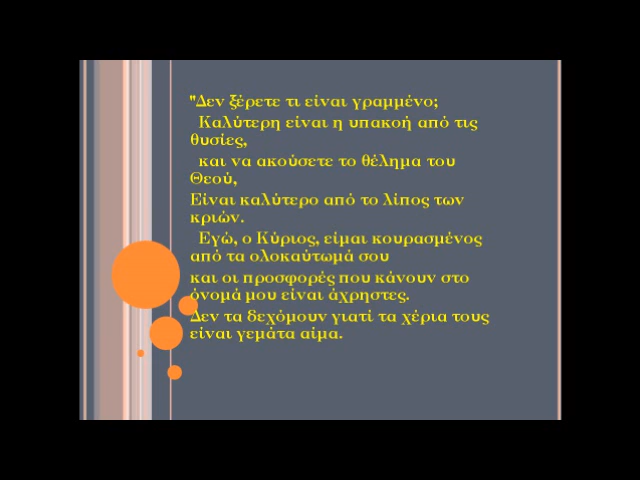 "Δεν ξέρετε τι είναι γραμμένο;
Καλύτερη είναι η υπακοή από τις
θυσίες,
και να ακούσετε το θέλημα του
Θεού,
Είναι καλύτερο από το λίπος των
κριών.
Εγώ, ο Κύριος, είμαι κουρασμένος
από τα ολοκαύτωμά σου
και οι προσφορές που κάνουν στο
όνομά μου είναι άχρηστες.
Δεν τα δεχόμουν γιατί τα χέρια τους
είναι γεμάτα αίμα.